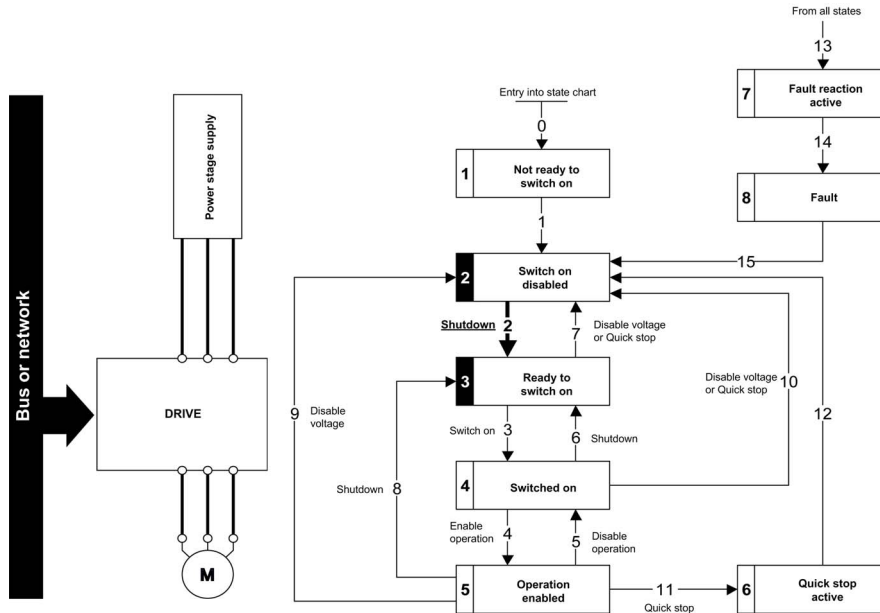 From all states
13
7
Fault reaction
active
14
8
Fault
15
Entry into state chart
0
1
Not ready to
switch on
1
2
Switch on
disabled
Shutdown
2
7
Disable voltage
or Quick stop
3
Ready to
switch on
Switch on
3
6
Shutdown
4
Switched on
Enable
operation
4
5
Disable
operation
5
Operation
enabled
11
Quick stop
6
Quick stop
active
9
Disable
voltage
Shutdown
8
Disable voltage
or Quick stop
10
12
Bus or network
Power stage supply
DRIVE
M